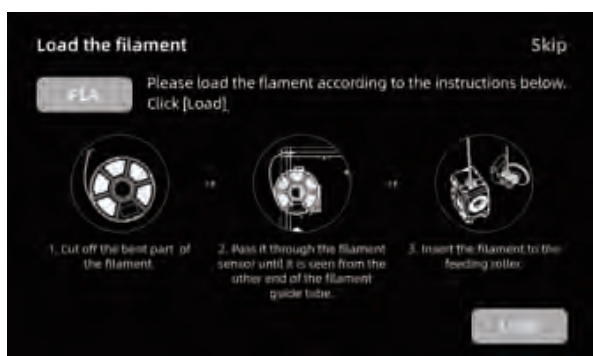 Load the filament
Skip
PLA
Please load the flament according to the instructions below.
Click [Load]
1. Cut off the bent part of
the filament.
2. Pass it through the filament
sensor until it is seen from the
other end of the filament
guide tube.
3. Insert the filament to the
feeding roller.